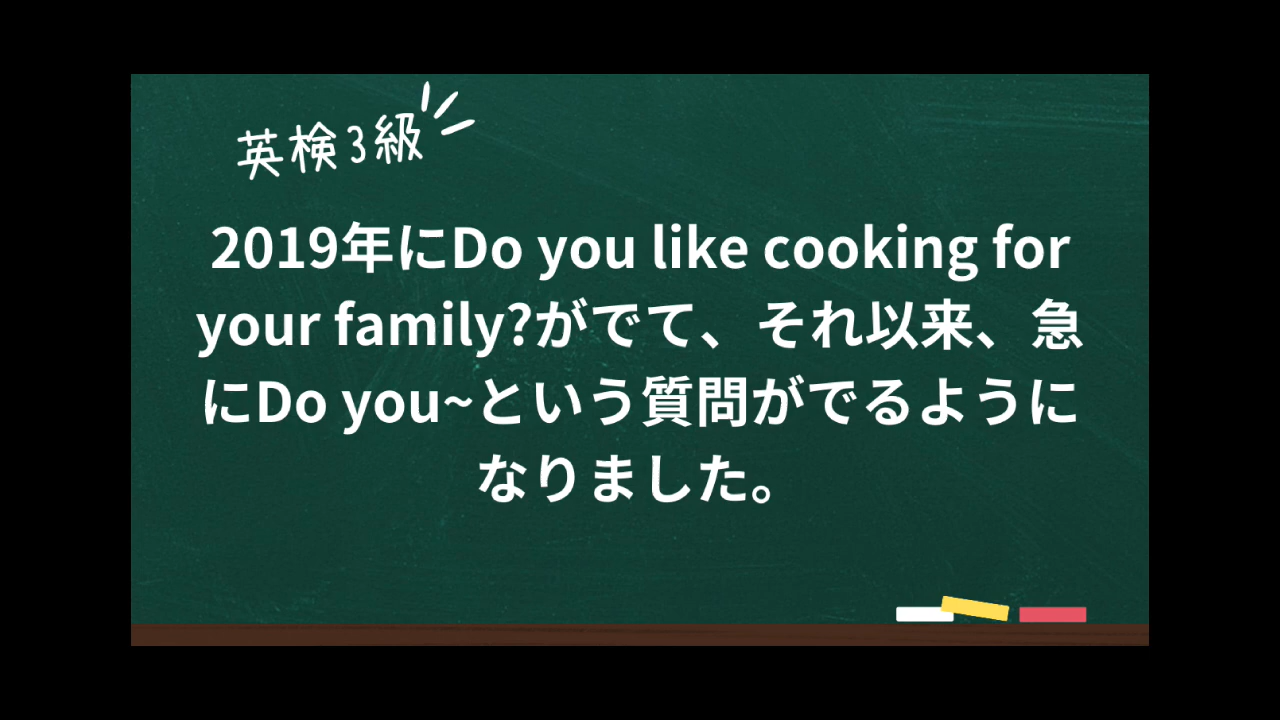 英検3級
2019年にDo you like cooking for
your family?がでて、それ以来、急
にDo you~という質問がでるように
なりました。